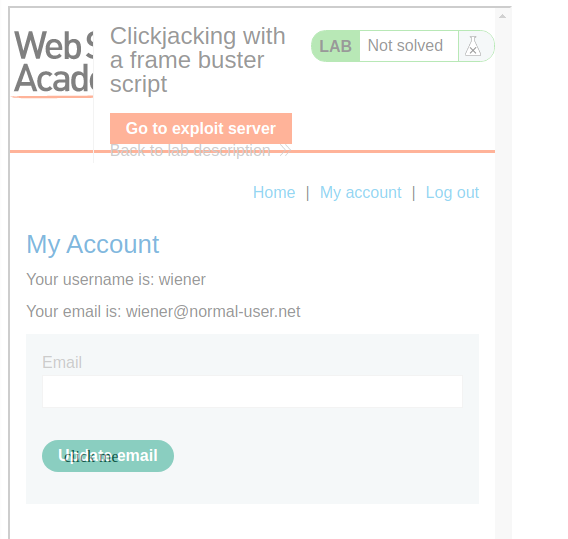 Web S
Acade
Clickjacking with
a frame buster
script
LAB Not solved
Go to exploit server
Back to lab description
Home | My account | Log out
My Account
Your username is: wiener
Your email is: wiener@normal-user.net
Email
Update email
click me